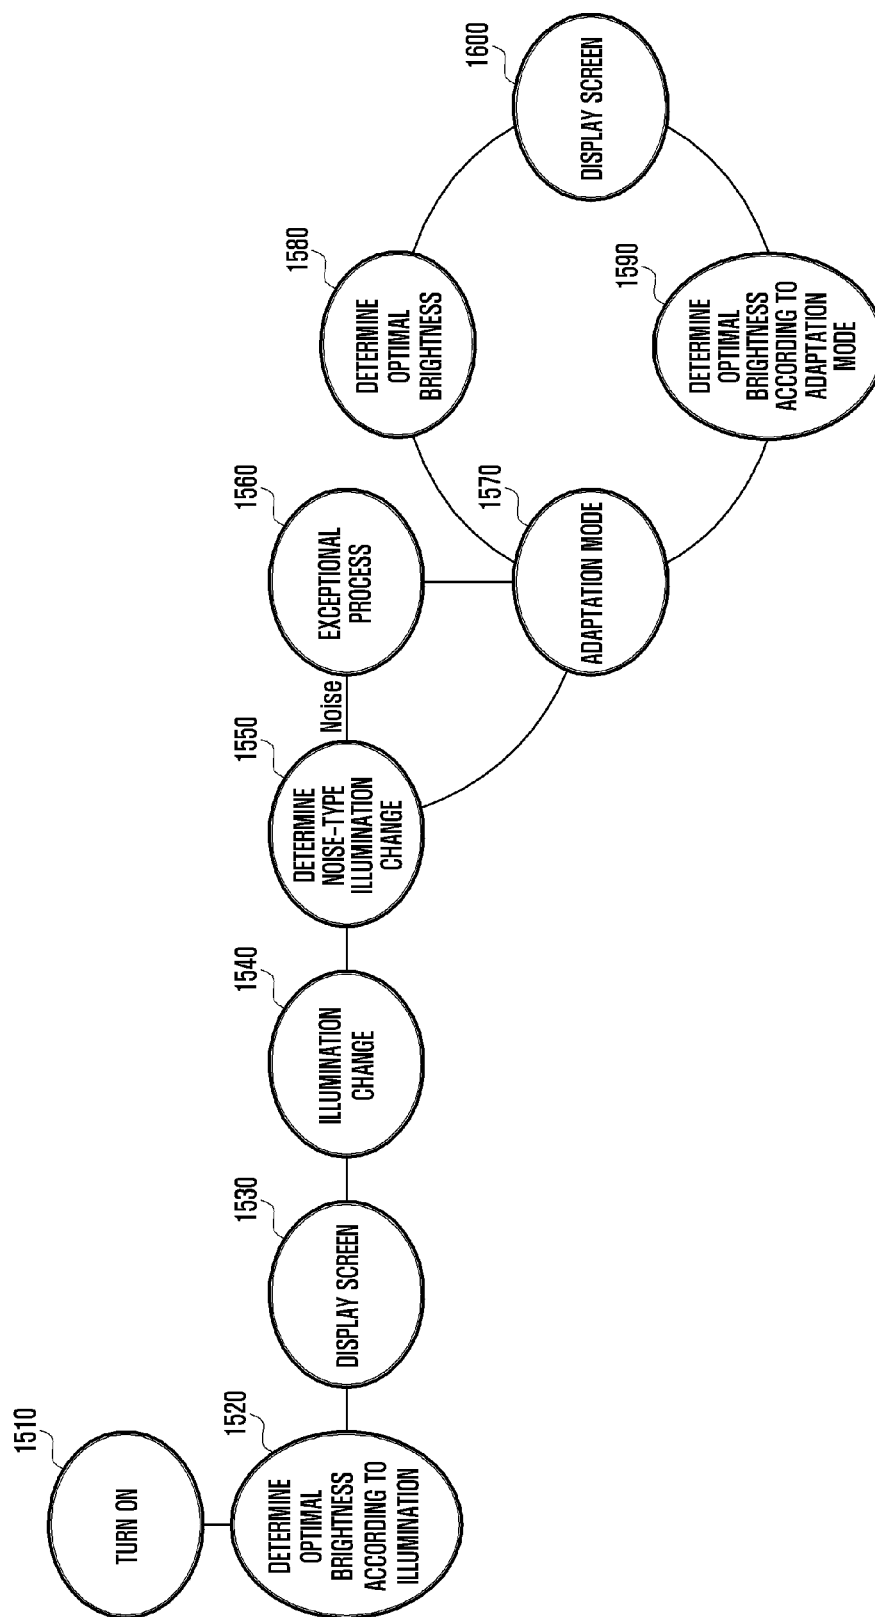 1510
TURN ON
1520
DETERMINE
OPTIMAL
BRIGHTNESS
ACCORDING TO
ILLUMINATION
1530
DISPLAY SCREEN
1540
ILLUMINATION
CHANGE
1550
DETERMINE
NOISE-TYPE
ILLUMINATION
CHANGE
Noise
1560
EXCEPTIONAL
PROCESS
1570
ADAPTATION MODE
1580
DETERMINE
OPTIMAL
BRIGHTNESS
1590
DETERMINE
OPTIMAL
BRIGHTNESS
ACCORDING TO
ADAPTATION
MODE
1600
DISPLAY SCREEN